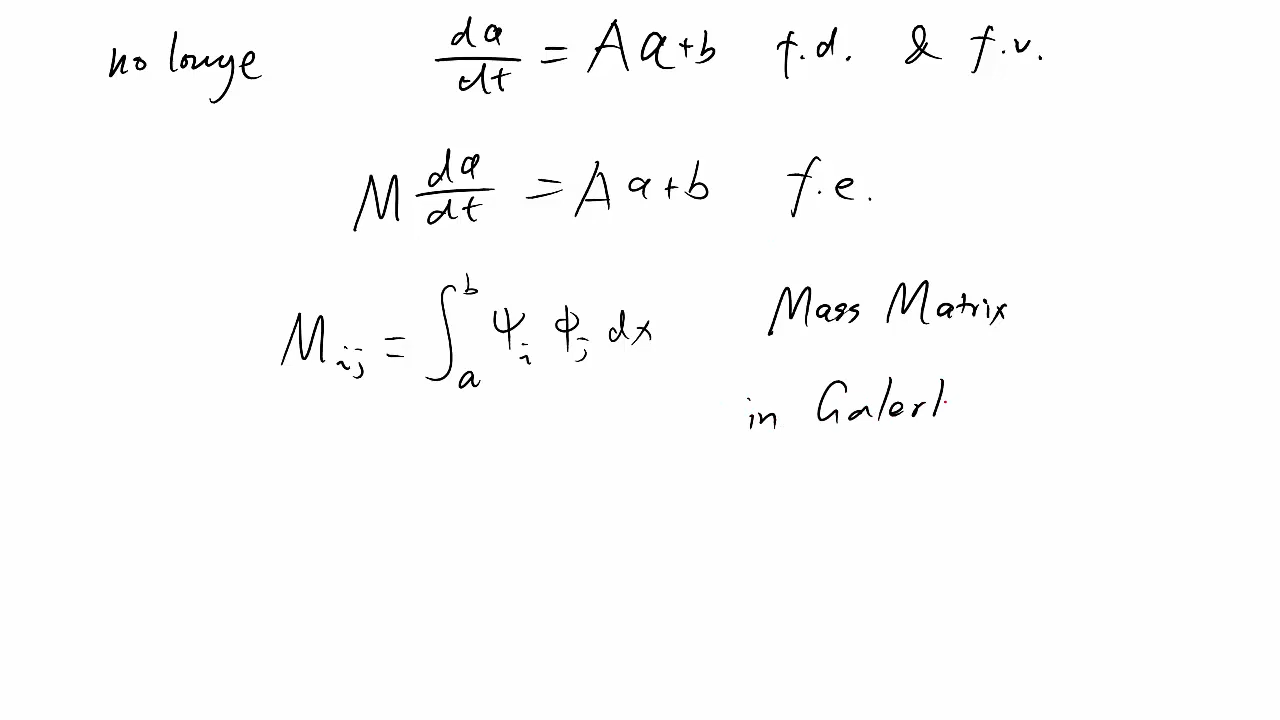 no longe da/dt = Aa+b f.d. & f.v.
M da/dt = Aa+b f.e.
M_ij = ∫_a^b ψ_i ϕ_j dx Mass Matrix
in Galerk